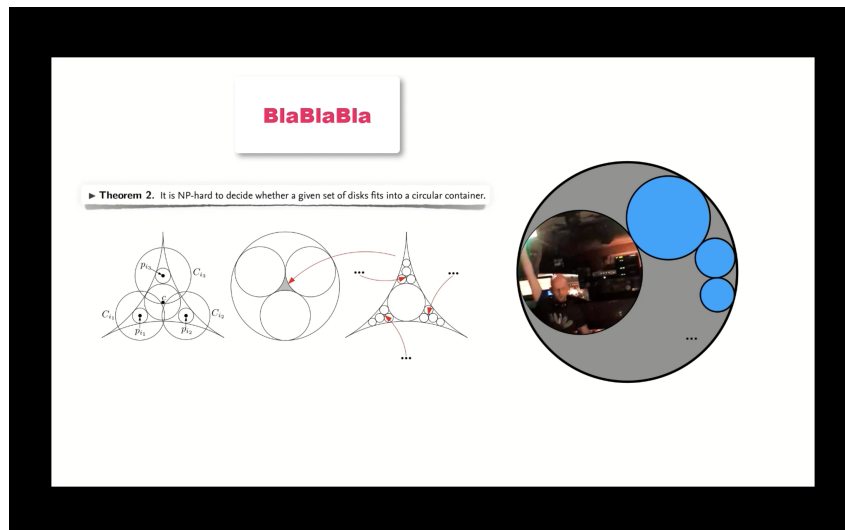 BlaBlaBla
▶ Theorem 2. It is NP-hard to decide whether a given set of disks fits into a circular container.
p_{i_3}
C_{i_3}
c
C_{i_1}
C_{i_2}
p_{i_1}
p_{i_2}
...
...
...
...